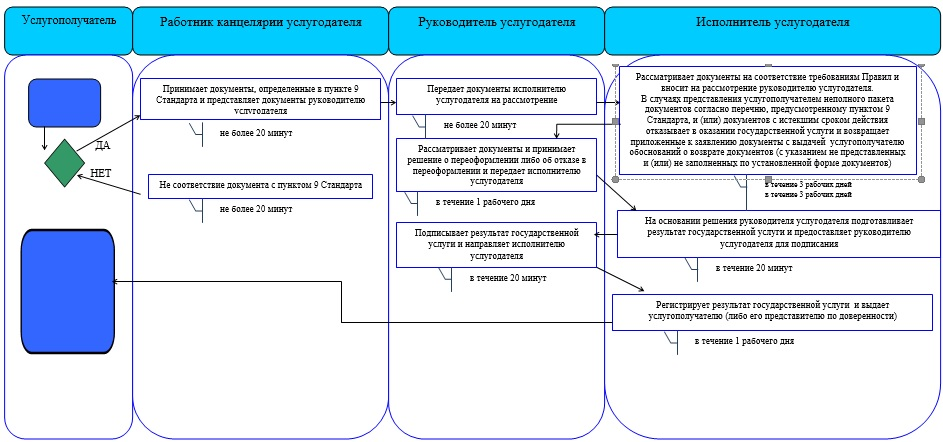 Услугополучатель
Работник канцелярии услугодателя
Руководитель услугодателя
Исполнитель услугодателя
ДА
НЕТ
Принимает документы, определенные в пункте 9
Стандарта и представляет документы руководителю
услугодателя
не более 20 минут
Не соответствие документа с пунктом 9 Стандарта
не более 20 минут
Передает документы исполнителю
услугодателя на рассмотрение
не более 20 минут
Рассматривает документы и принимает
решение о переоформлении либо об отказе в
переоформлении и передает исполнителю
услугодателя
в течение 1 рабочего дня
Подписывает результат государственной
услуги и направляет исполнителю
услугодателя
в течение 20 минут
Рассматривает документы на соответствие требованиям Правил и
вносит на рассмотрение руководителю услугодателя.
В случаях представления услугополучателем неполного пакета
документов согласно перечню, предусмотренному пунктом 9
Стандарта, и (или) документов с истекшим сроком действия
отказывает в оказании государственной услуги и возвращает
приложенные к заявлению документы с выдачей услугополучателю
обоснований о возврате документов (с указанием не представленных
и (или) не заполненных по установленной форме документов)
в течение 3 рабочих дней
в течение 3 рабочих дней
На основании решения руководителя услугодателя подготавливает
результат государственной услуги и предоставляет руководителю
услугодателя для подписания
в течение 20 минут
Регистрирует результат государственной услуги и выдает
услугополучателю (либо его представителю по доверенности)
в течение 1 рабочего дня